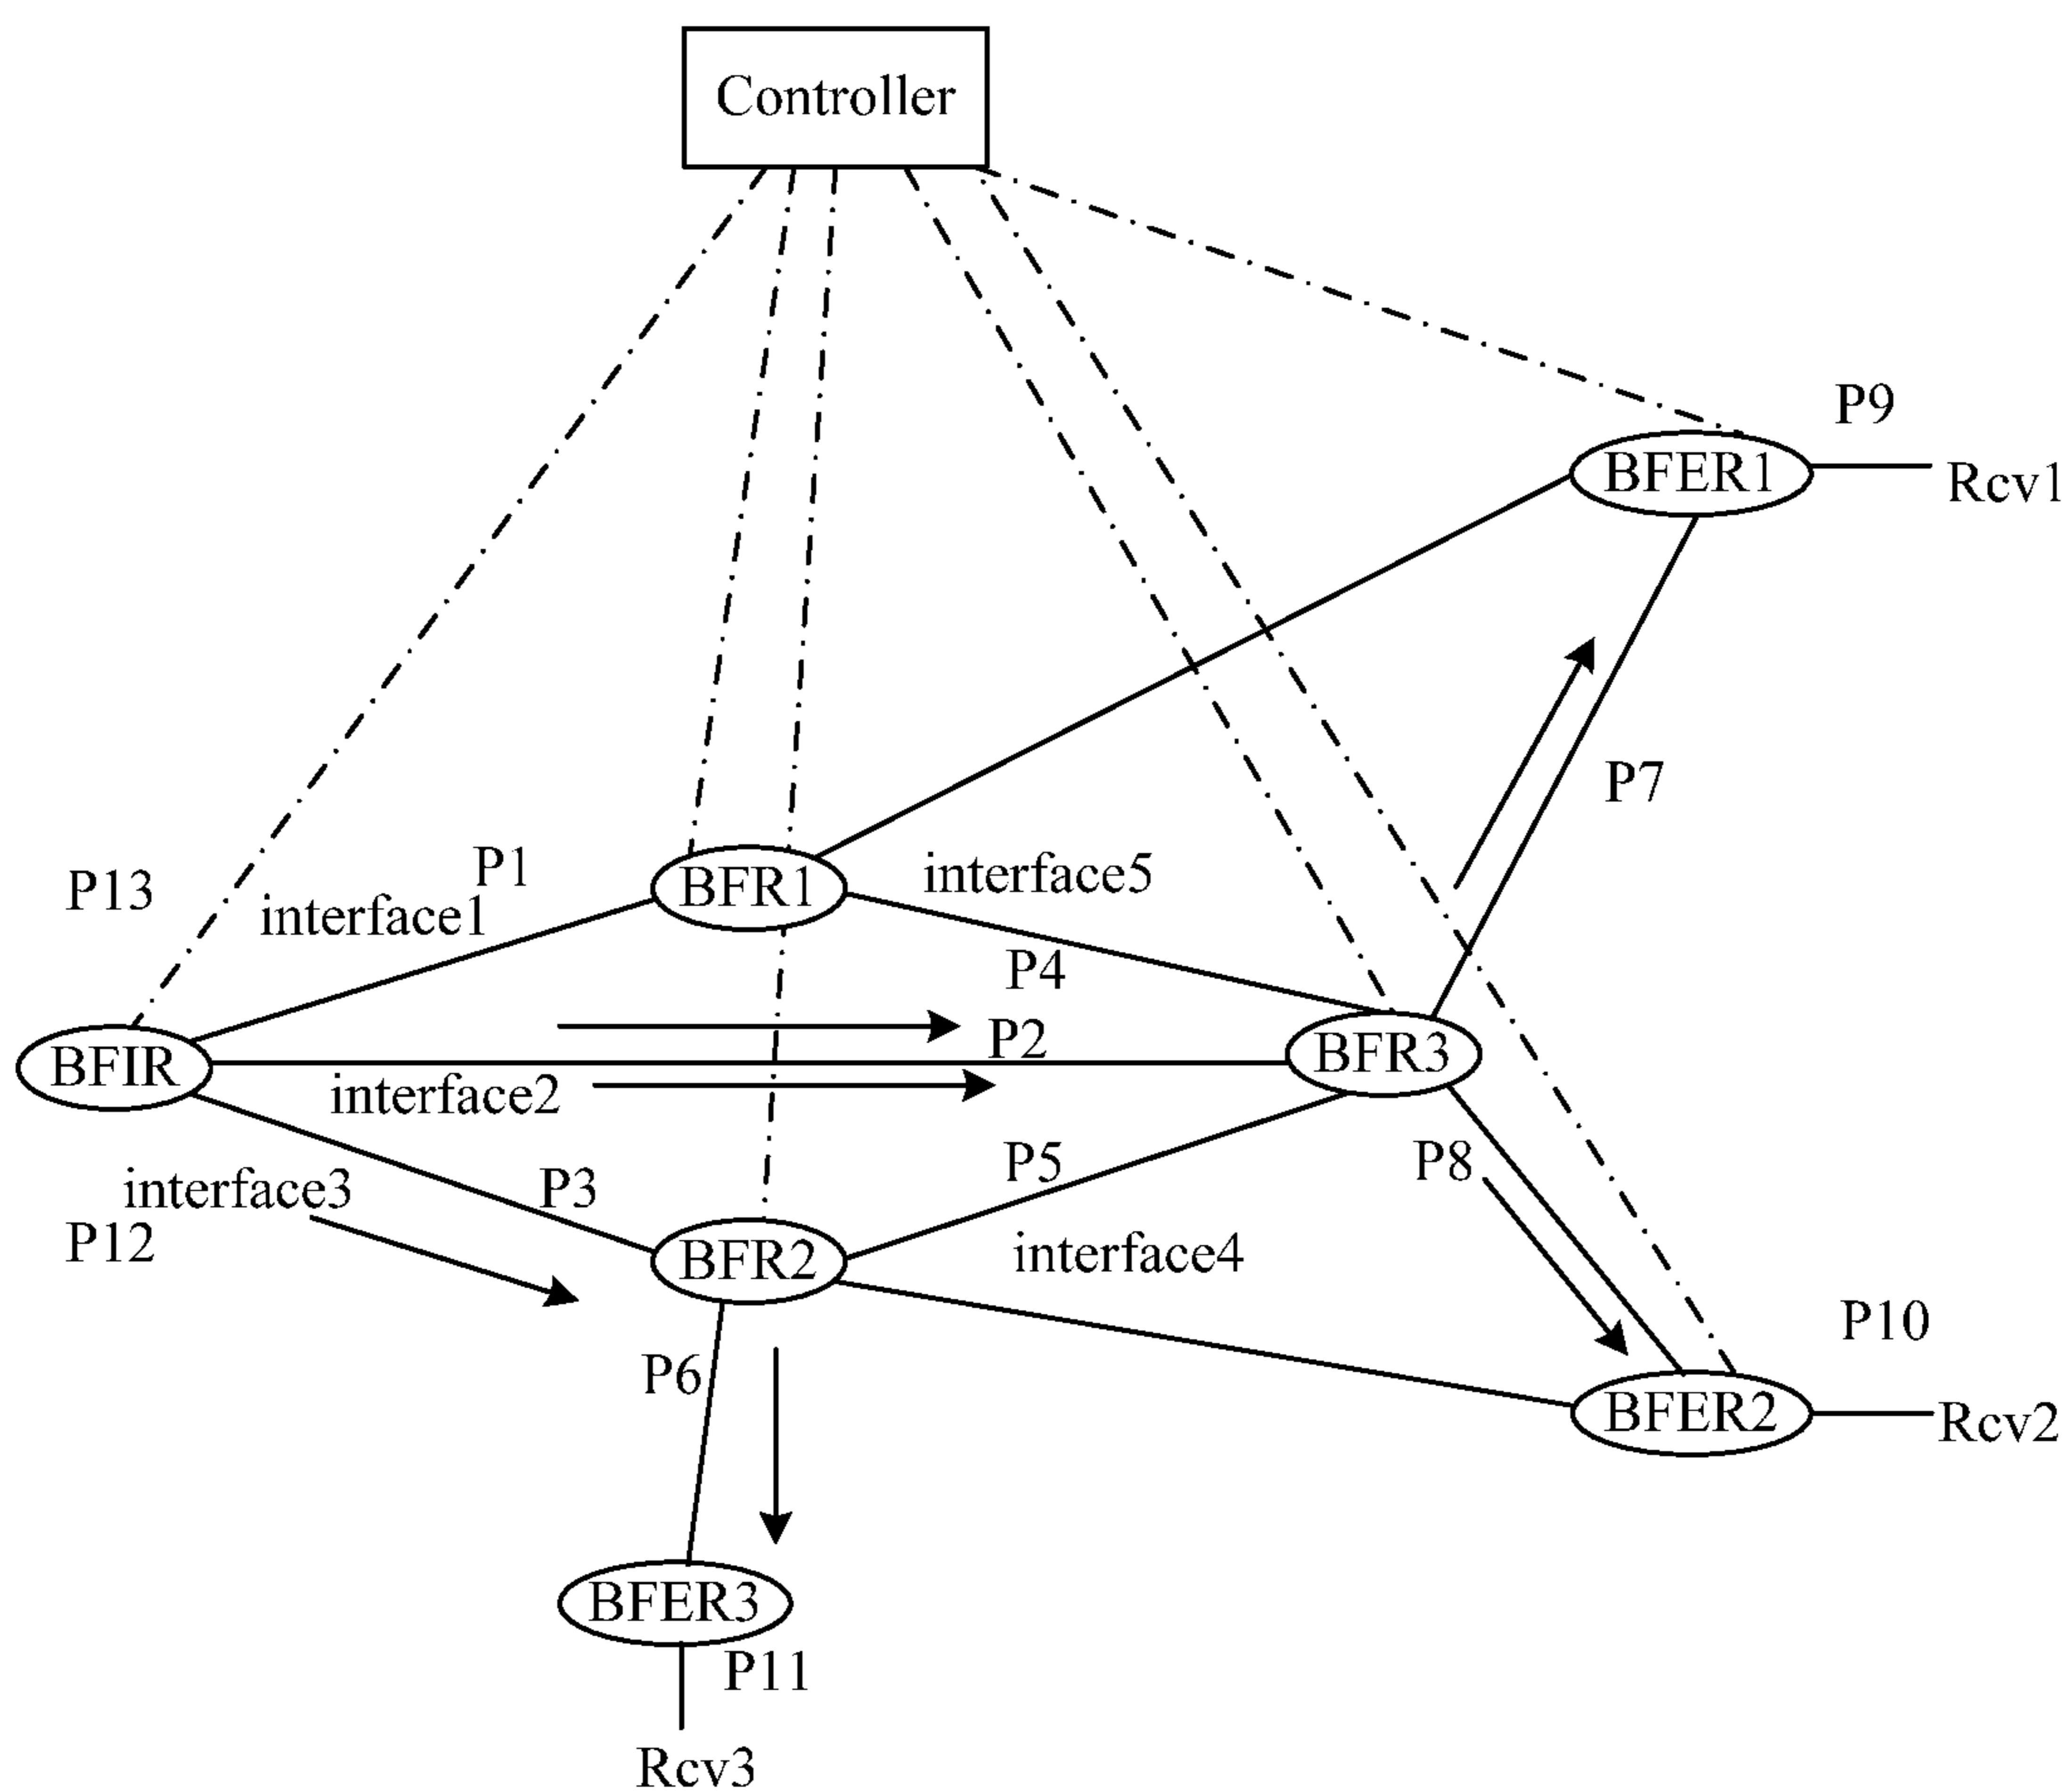 Controller
P9
BFER1
Rcv1
P7
P1
BFR1
interface5
P13
interface1
P4
P2
BFR3
BFIR
interface2
P5
P8
interface3
P3
P12
BFR2
interface4
P10
P6
BFER2
Rcv2
BFER3
P11
Rcv3